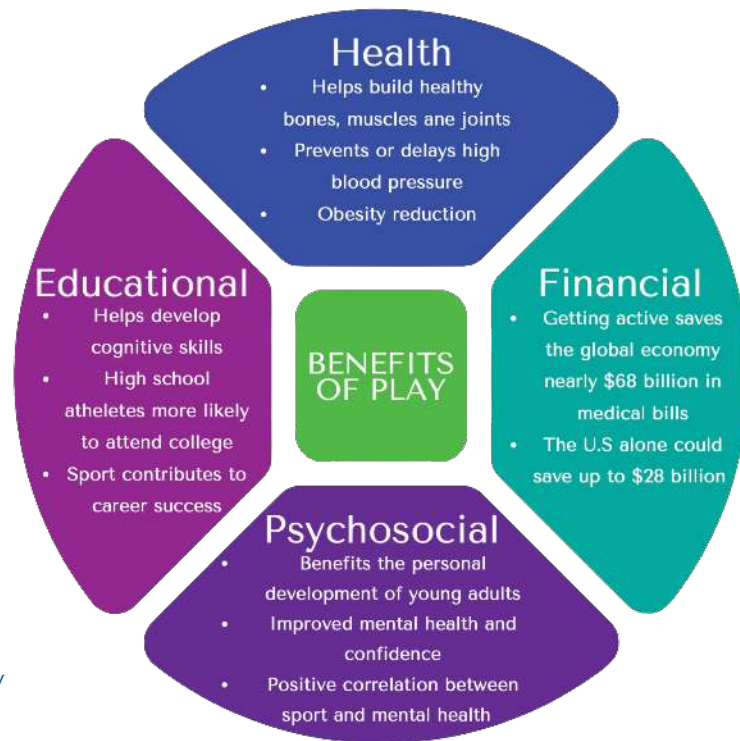 Health
• Helps build healthy
bones, muscles ane joints
• Prevents or delays high
blood pressure
• Obesity reduction
Educational
• Helps develop
cognitive skills
• High school
atheletes more likely
to attend college
• Sport contributes to
career success
BENEFITS
OF PLAY
Financial
• Getting active saves
the global economy
nearly $68 billion in
medical bills
• The U.S alone could
save up to $28 billion
Psychosocial
• Benefits the personal
development of young adults
• Improved mental health and
confidence
• Positive correlation between
sport and mental health
/